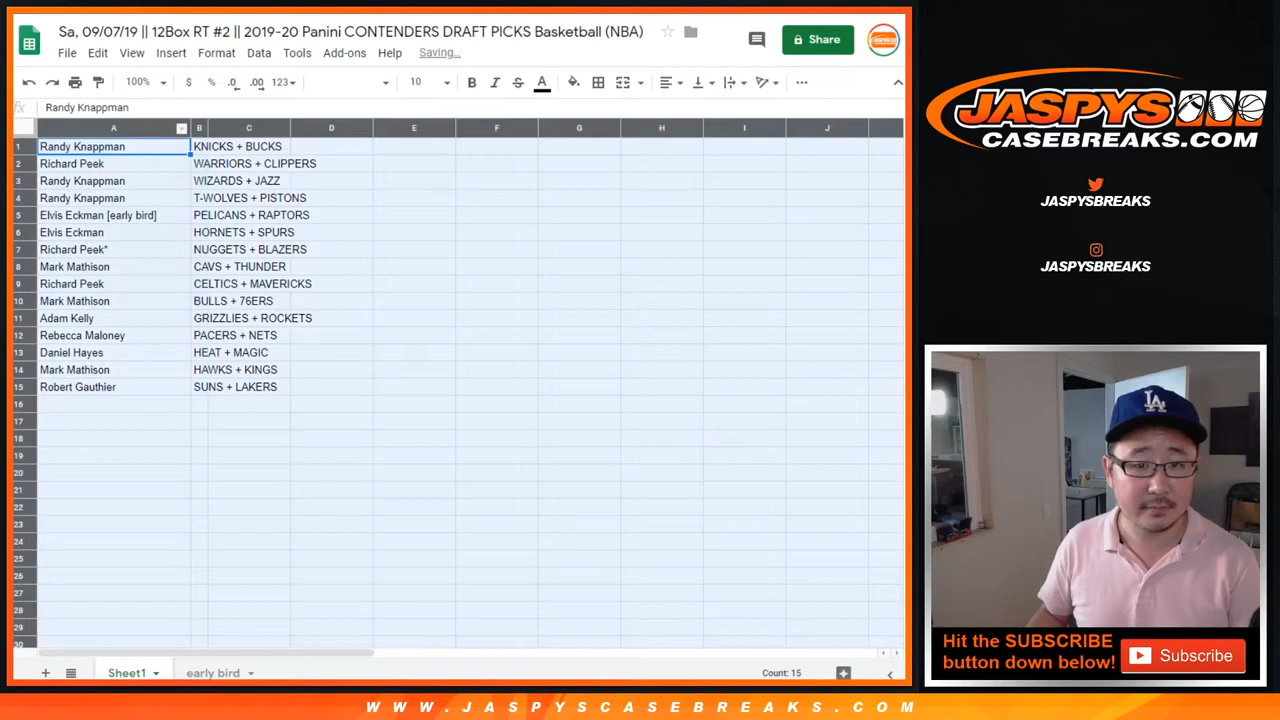 Sa, 09/07/19 || 12Box RT #2 || 2019-20 Panini CONTENDERS DRAFT PICKS Basketball (NBA)
File Edit View Insert Format Data Tools Add-ons Help Saving...
Share
100% $ % .0 .00 123 10 B I S A
fx Randy Knappman
A B C D E F G H I J
1 Randy Knappman KNICKS + BUCKS
2 Richard Peek WARRIORS + CLIPPERS
3 Randy Knappman WIZARDS + JAZZ
4 Randy Knappman T-WOLVES + PISTONS
5 Elvis Eckman [early bird] PELICANS + RAPTORS
6 Elvis Eckman HORNETS + SPURS
7 Richard Peek* NUGGETS + BLAZERS
8 Mark Mathison CAVS + THUNDER
9 Richard Peek CELTICS + MAVERICKS
10 Mark Mathison BULLS + 76ERS
11 Adam Kelly GRIZZLIES + ROCKETS
12 Rebecca Maloney PACERS + NETS
13 Daniel Hayes HEAT + MAGIC
14 Mark Mathison HAWKS + KINGS
15 Robert Gauthier SUNS + LAKERS
16
17
18
19
20
21
22
23
24
25
26
27
28
29
30
Sheet1 early bird Count: 15
JASPYS
CASEBREAKS.COM
JASPYSBREAKS
JASPYSBREAKS
LA
Hit the SUBSCRIBE
button down below!
Subscribe
WWW.JASPYSCASEBREAKS.COM